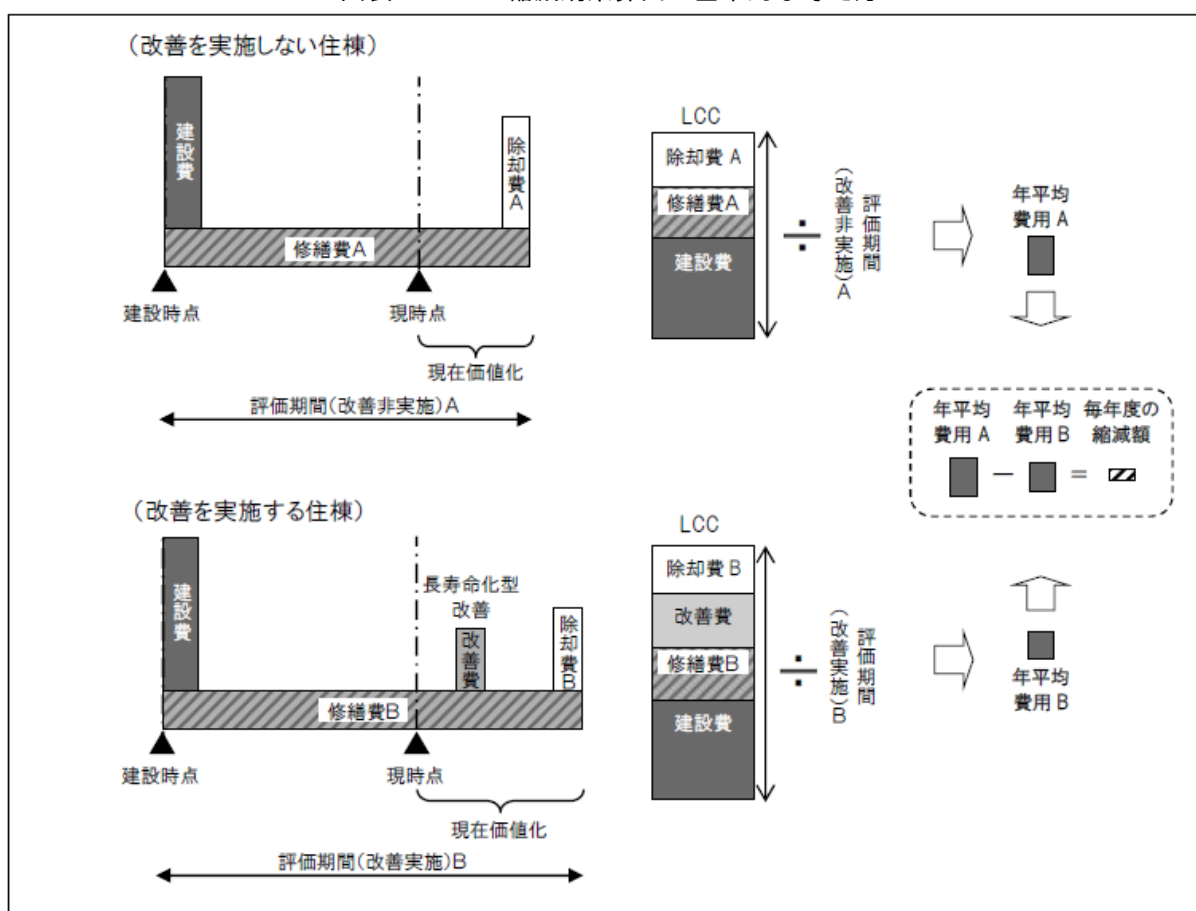 (改善を実施しない住棟)
建設費
除却費A
修繕費A
建設時点
現時点
現在価値化
評価期間(改善非実施)A
LCC
除却費A
修繕費A
建設費
÷
評価期間
(改善非実施)A
年平均
費用A
年平均
費用A
年平均
費用B
毎年度の
縮減額
− =
(改善を実施する住棟)
建設費
長寿命化型
改善
改善費
除却費B
修繕費B
建設時点
現時点
現在価値化
評価期間(改善実施)B
LCC
除却費B
改善費
修繕費B
建設費
÷
評価期間
(改善実施)B
年平均
費用B